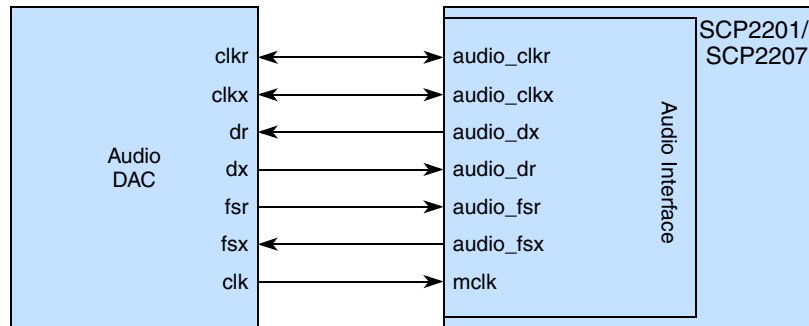 SCP2201/
SCP2207
clkr audio_clkr
clkx audio_clkx
dr audio_dx
Audio
DAC
dx audio_dr
fsr audio_fsr
fsx audio_fsx
clk mclk
Audio Interface